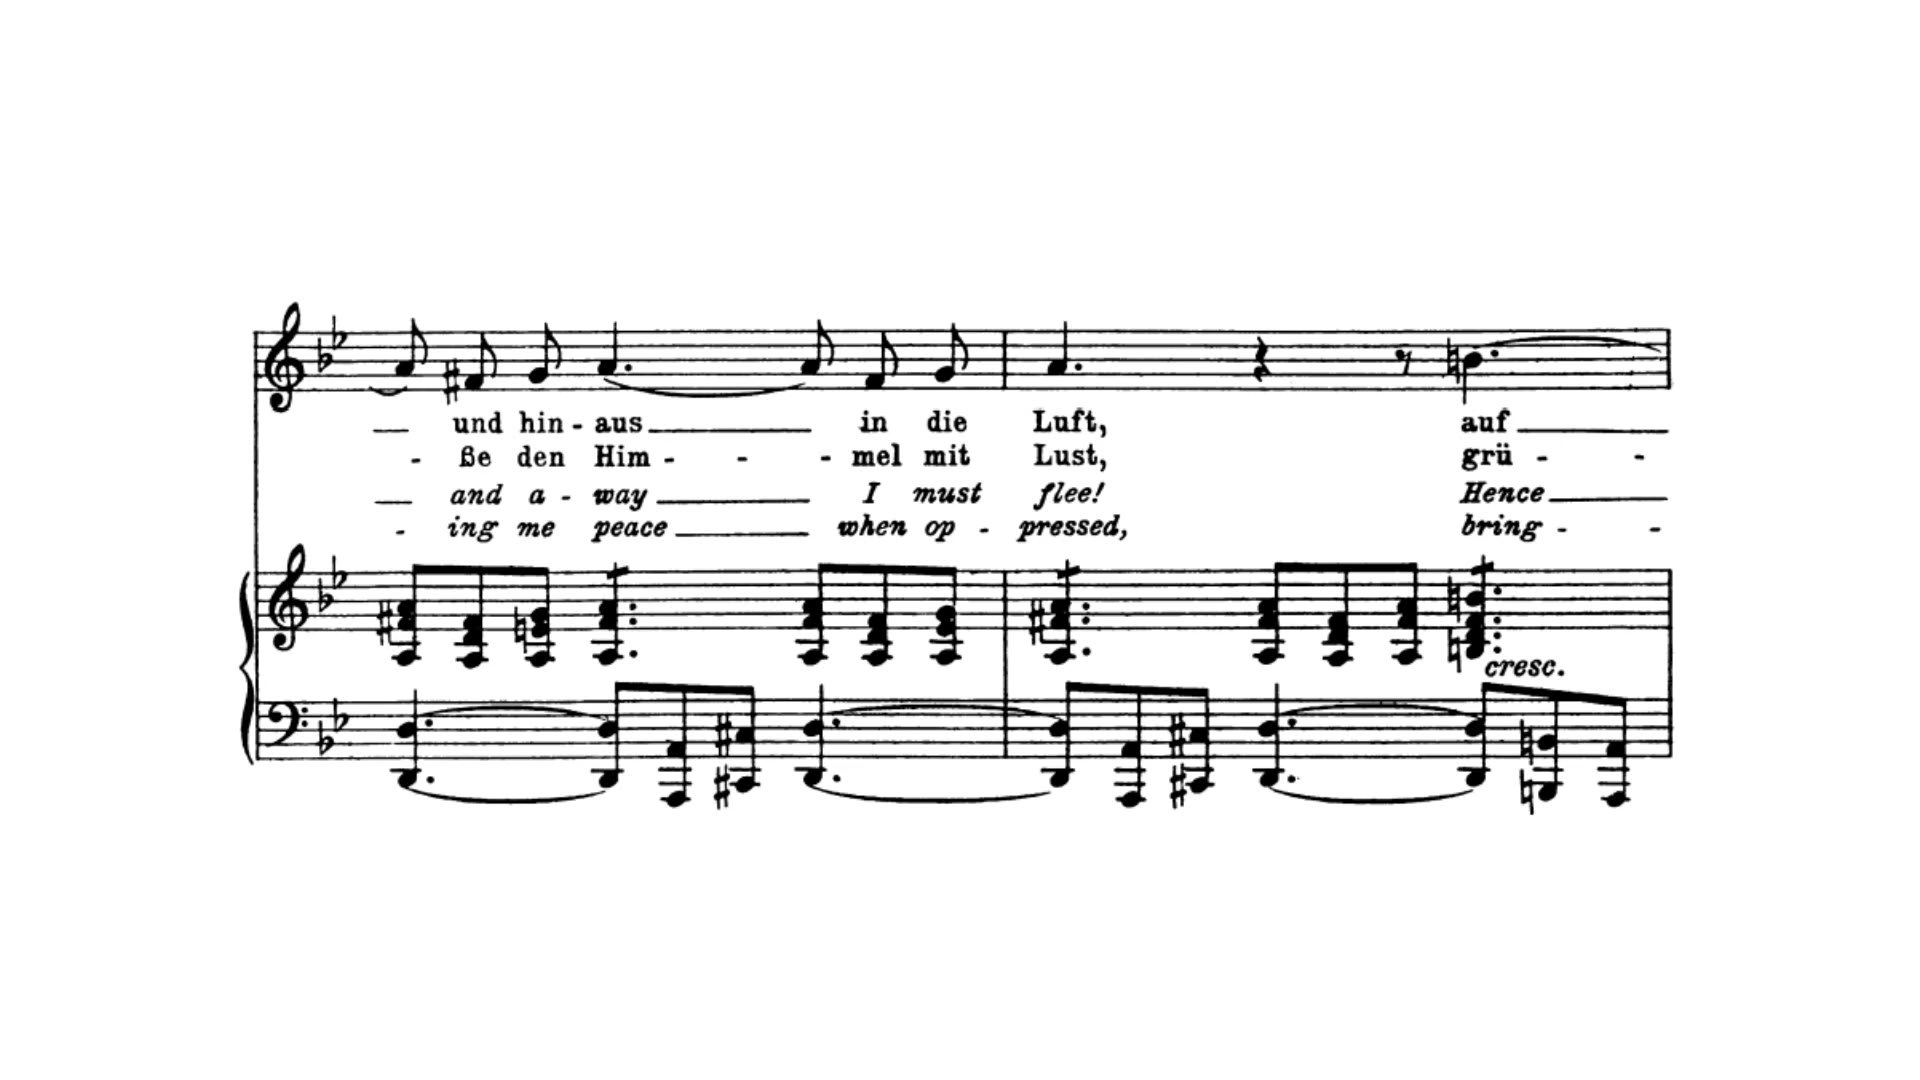 und hin - aus in die Luft, auf
- ße den Him - - - mel mit Lust, grü - -
and a - way I must flee! Hence
- ing me peace when op - pressed, bring - -
cresc.